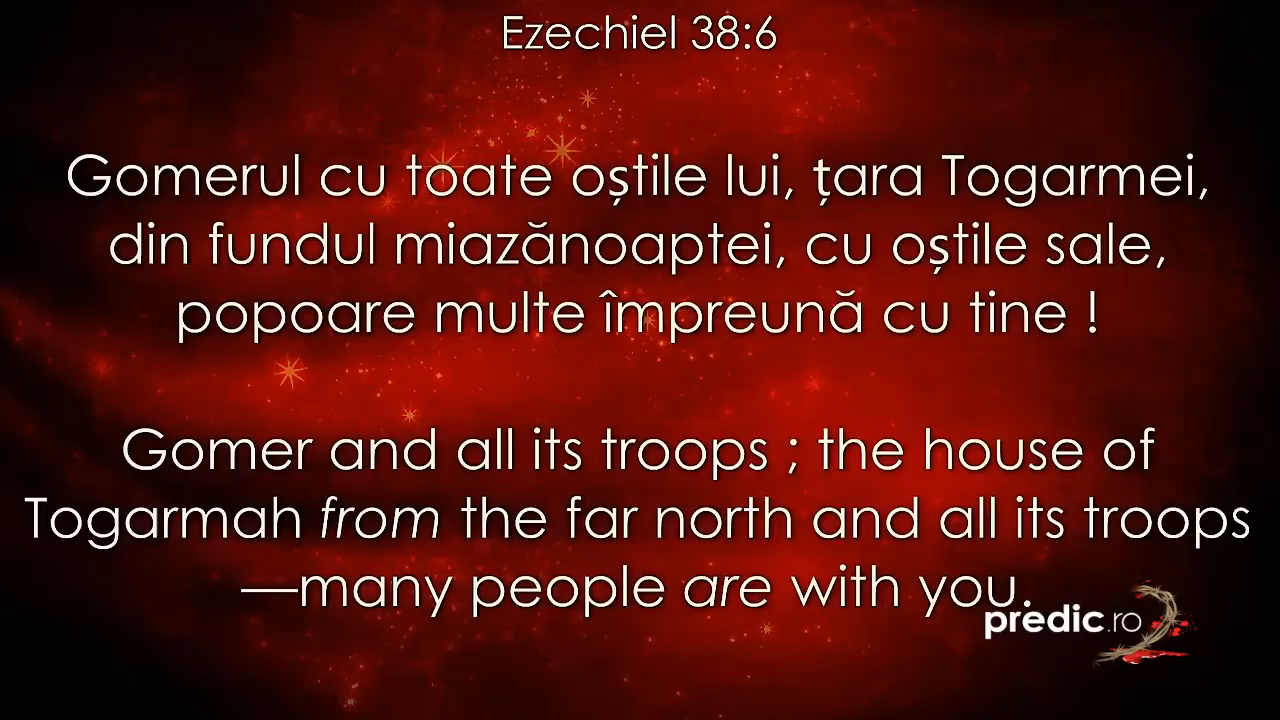 Ezechiel 38:6
Gomerul cu toate oștile lui, țara Togarmei,
din fundul miazănoaptei, cu oștile sale,
popoare multe împreună cu tine !
Gomer and all its troops ; the house of
Togarmah from the far north and all its troops
—many people are with you.
predic.ro